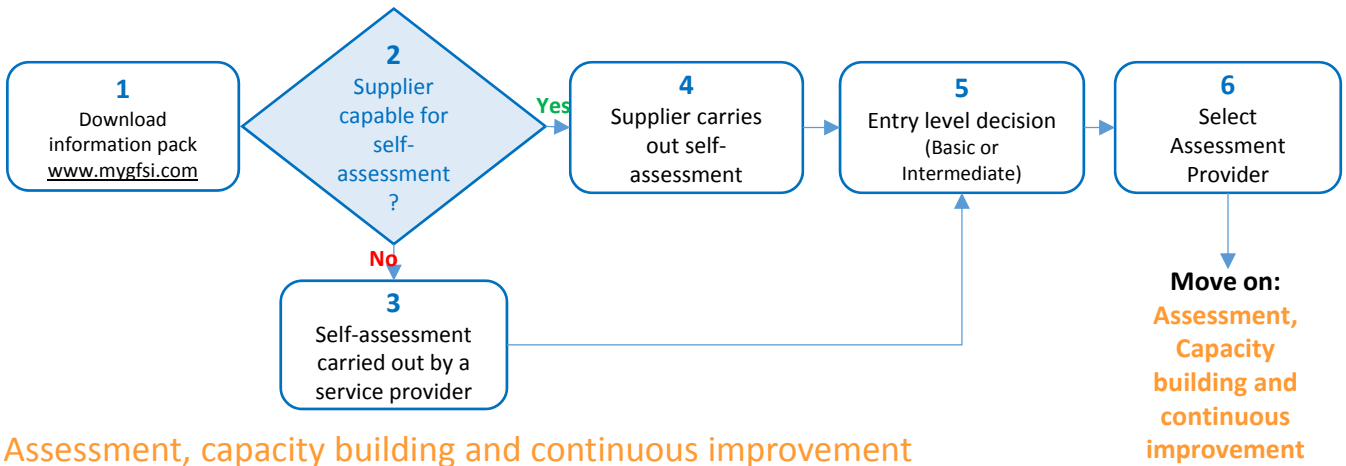 1
Download
information pack
www.mygfsi.com
2
Supplier
capable for
self-
assessment
?
Yes
No
3
Self-assessment
carried out by a
service provider
4
Supplier carries
out self-
assessment
5
Entry level decision
(Basic or
Intermediate)
6
Select
Assessment
Provider
Move on:
Assessment,
Capacity
building and
continuous
improvement
Assessment, capacity building and continuous improvement